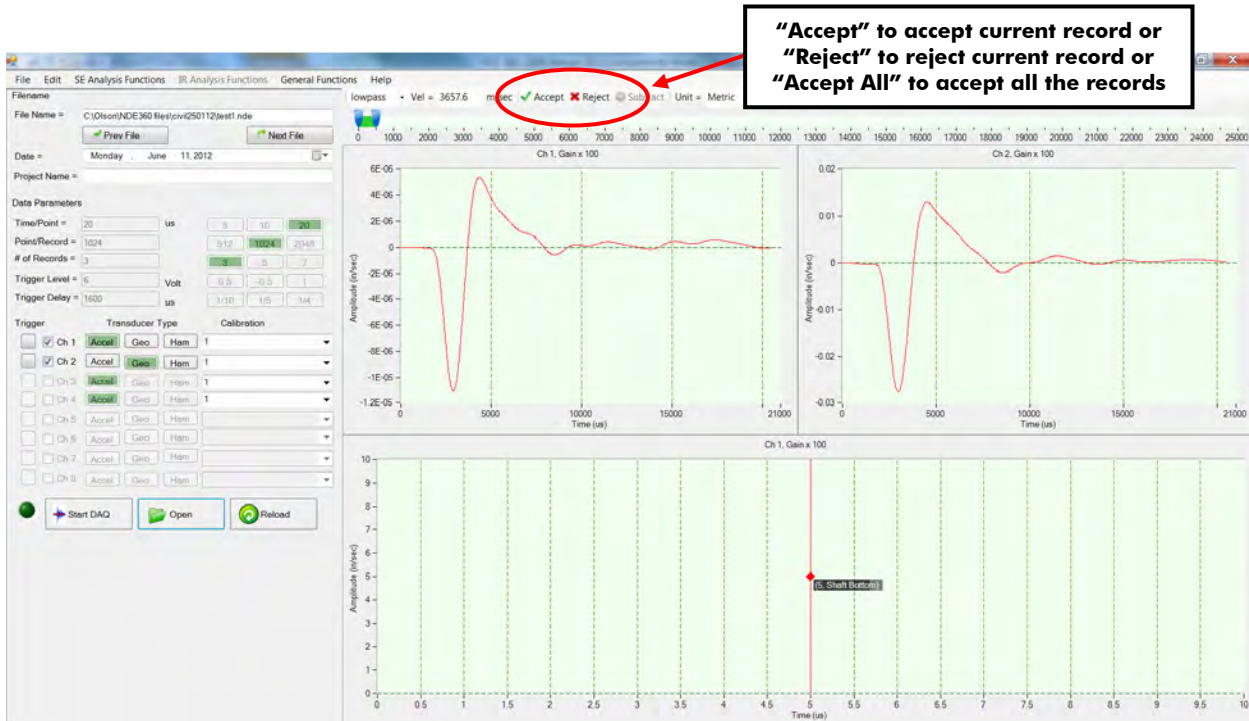 “Accept” to accept current record or
“Reject” to reject current record or
“Accept All” to accept all the records
File Edit SE Analysis Functions IR Analysis Functions General Functions Help
Filename
File Name = C:\Olson\NDE360 files\civil250112\test1.nde
Prev File Next File
Date = Monday , June 11, 2012
Project Name =
Data Parameters
Time/Point = 20 us 5 10 20
Point/Record = 1024 512 1024 2048
# of Records = 3 3 5 7
Trigger Level = 6 Volt 0.5 -0.5 1
Trigger Delay = 1600 us 1/10 1/5 1/4
Trigger Transducer Type Calibration
Ch 1 Accel Geo Ham 1
Ch 2 Accel Geo Ham 1
Ch 3 Accel Geo Ham 1
Ch 4 Accel Geo Ham 1
Ch 5 Accel Geo Ham
Ch 6 Accel Geo Ham
Ch 7 Accel Geo Ham
Ch 8 Accel Geo Ham
Start DAQ Open Reload
lowpass Vel = 3657.6 m/sec Accept Reject Subtract Unit = Metric
0 1000 2000 3000 4000 5000 6000 7000 8000 9000 10000 11000 12000 13000 14000 15000 16000 17000 18000 19000 20000 21000 22000 23000 24000 25000
Ch 1, Gain x 100
6E-06
4E-06
2E-06
0
-2E-06
-4E-06
-6E-06
-8E-06
-1E-05
-1.2E-05
Amplitude (in/sec)
0 5000 10000 15000 21000
Time (us)
Ch 2, Gain x 100
0.02
0.01
0
-0.01
-0.02
-0.03
Amplitude (in/sec)
0 5000 10000 15000 21000
Time (us)
Ch 1, Gain x 100
10
9
8
7
6
5
4
3
2
1
0
Amplitude (in/sec)
(5, Shaft Bottom)
0 0.5 1 1.5 2 2.5 3 3.5 4 4.5 5 5.5 6 6.5 7 7.5 8 8.5 9 9.5 10
Time (us)